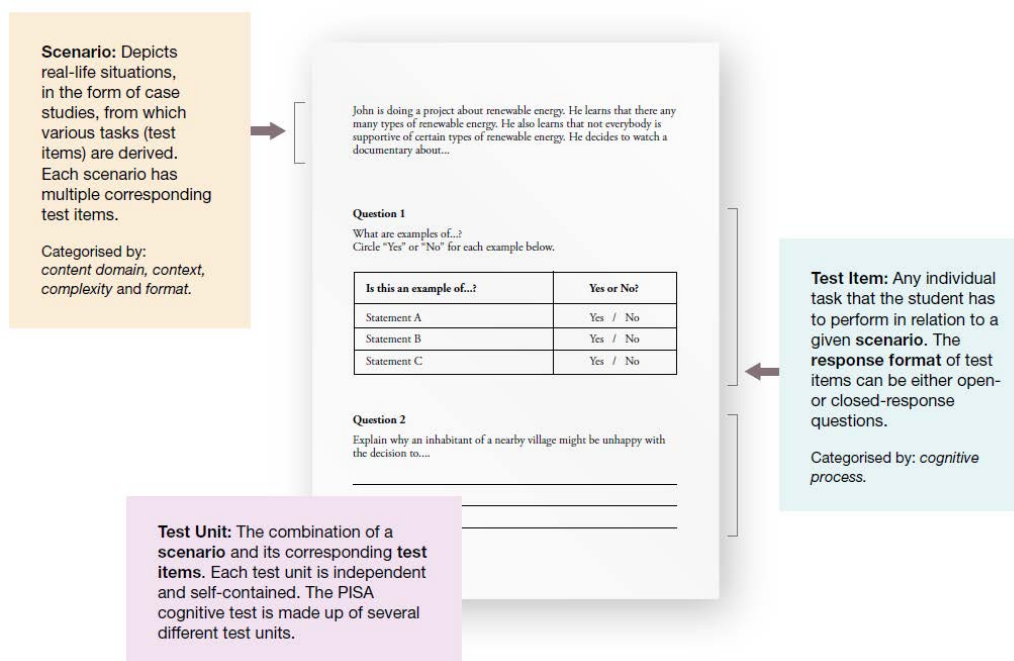 Scenario: Depicts
real-life situations,
in the form of case
studies, from which
various tasks (test
items) are derived.
Each scenario has
multiple corresponding
test items.
Categorised by:
content domain, context,
complexity and format.
John is doing a project about renewable energy. He learns that there any
many types of renewable energy. He also learns that not everybody is
supportive of certain types of renewable energy. He decides to watch a
documentary about...
Question 1
What are examples of...?
Circle “Yes” or “No” for each example below.
Is this an example of...? Yes or No?
Statement A Yes / No
Statement B Yes / No
Statement C Yes / No
Question 2
Explain why an inhabitant of a nearby village might be unhappy with
the decision to....
Test Item: Any individual
task that the student has
to perform in relation to a
given scenario. The
response format of test
items can be either open-
or closed-response
questions.
Categorised by: cognitive
process.
Test Unit: The combination of a
scenario and its corresponding test
items. Each test unit is independent
and self-contained. The PISA
cognitive test is made up of several
different test units.